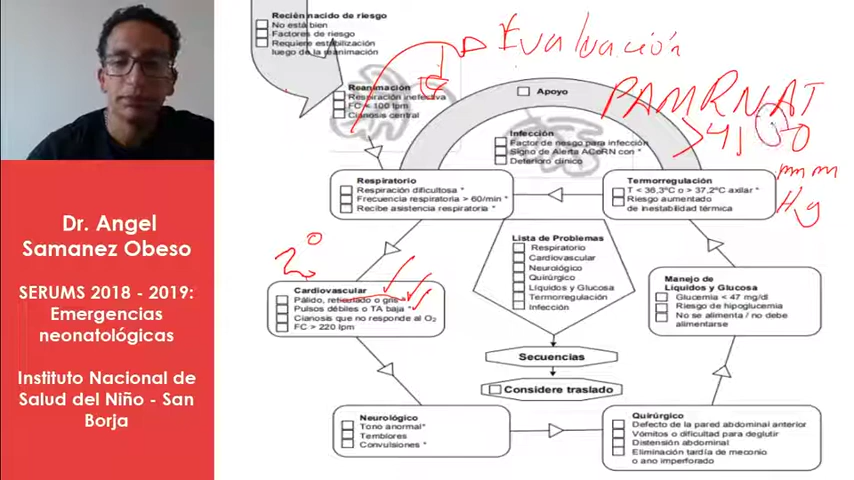 Dr. Angel
Samanez Obeso
SERUMS 2018 - 2019:
Emergencias
neonatológicas
Instituto Nacional de
Salud del Niño - San
Borja
Recién nacido de riesgo
No está bien
Factores de riesgo
Requiere estabilización
luego de la reanimación
Evaluación
Reanimación
Respiración inefectiva
FC < 100 lpm
Cianosis central
Apoyo
PAMRNAT
mmm
Hg
Infección
Factor de riesgo para infección
Signo de Alerta ACoRN con *
Deterioro clínico
Respiratorio
Respiración dificultosa *
Frecuencia respiratoria > 60/min *
Recibe asistencia respiratoria *
Termorregulación
T < 36,3ºC o > 37,2ºC axilar *
Riesgo aumentado
de inestabilidad térmica
2°
Cardiovascular
Pálido, reticulado o gris
Pulsos débiles o TA baja *
Cianosis que no responde al O2
FC > 220 lpm
Lista de Problemas
Respiratorio
Cardiovascular
Neurológico
Quirúrgico
Líquidos y Glucosa
Termorregulación
Infección
Manejo de
Líquidos y Glucosa
Glucemia < 47 mg/dl
Riesgo de hipoglucemia
No se alimenta / no debe
alimentarse
Secuencias
Considere traslado
Neurológico
Tono anormal*
Temblores
Convulsiones *
Quirúrgico
Defecto de la pared abdominal anterior
Vómitos o dificultad para deglutir
Distensión abdominal
Eliminación tardía de meconio
o ano imperforado